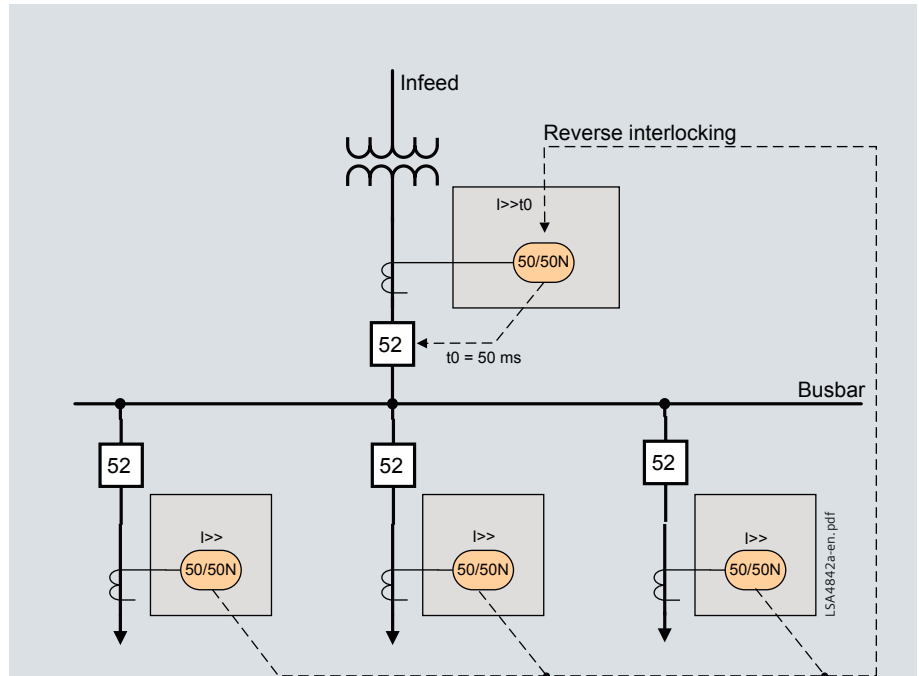 Infeed
Reverse interlocking
I>>t0
50/50N
52
t0 = 50 ms
Busbar
52
52
52
I>>
I>>
I>>
50/50N
50/50N
50/50N
LSA4842a-en.pdf